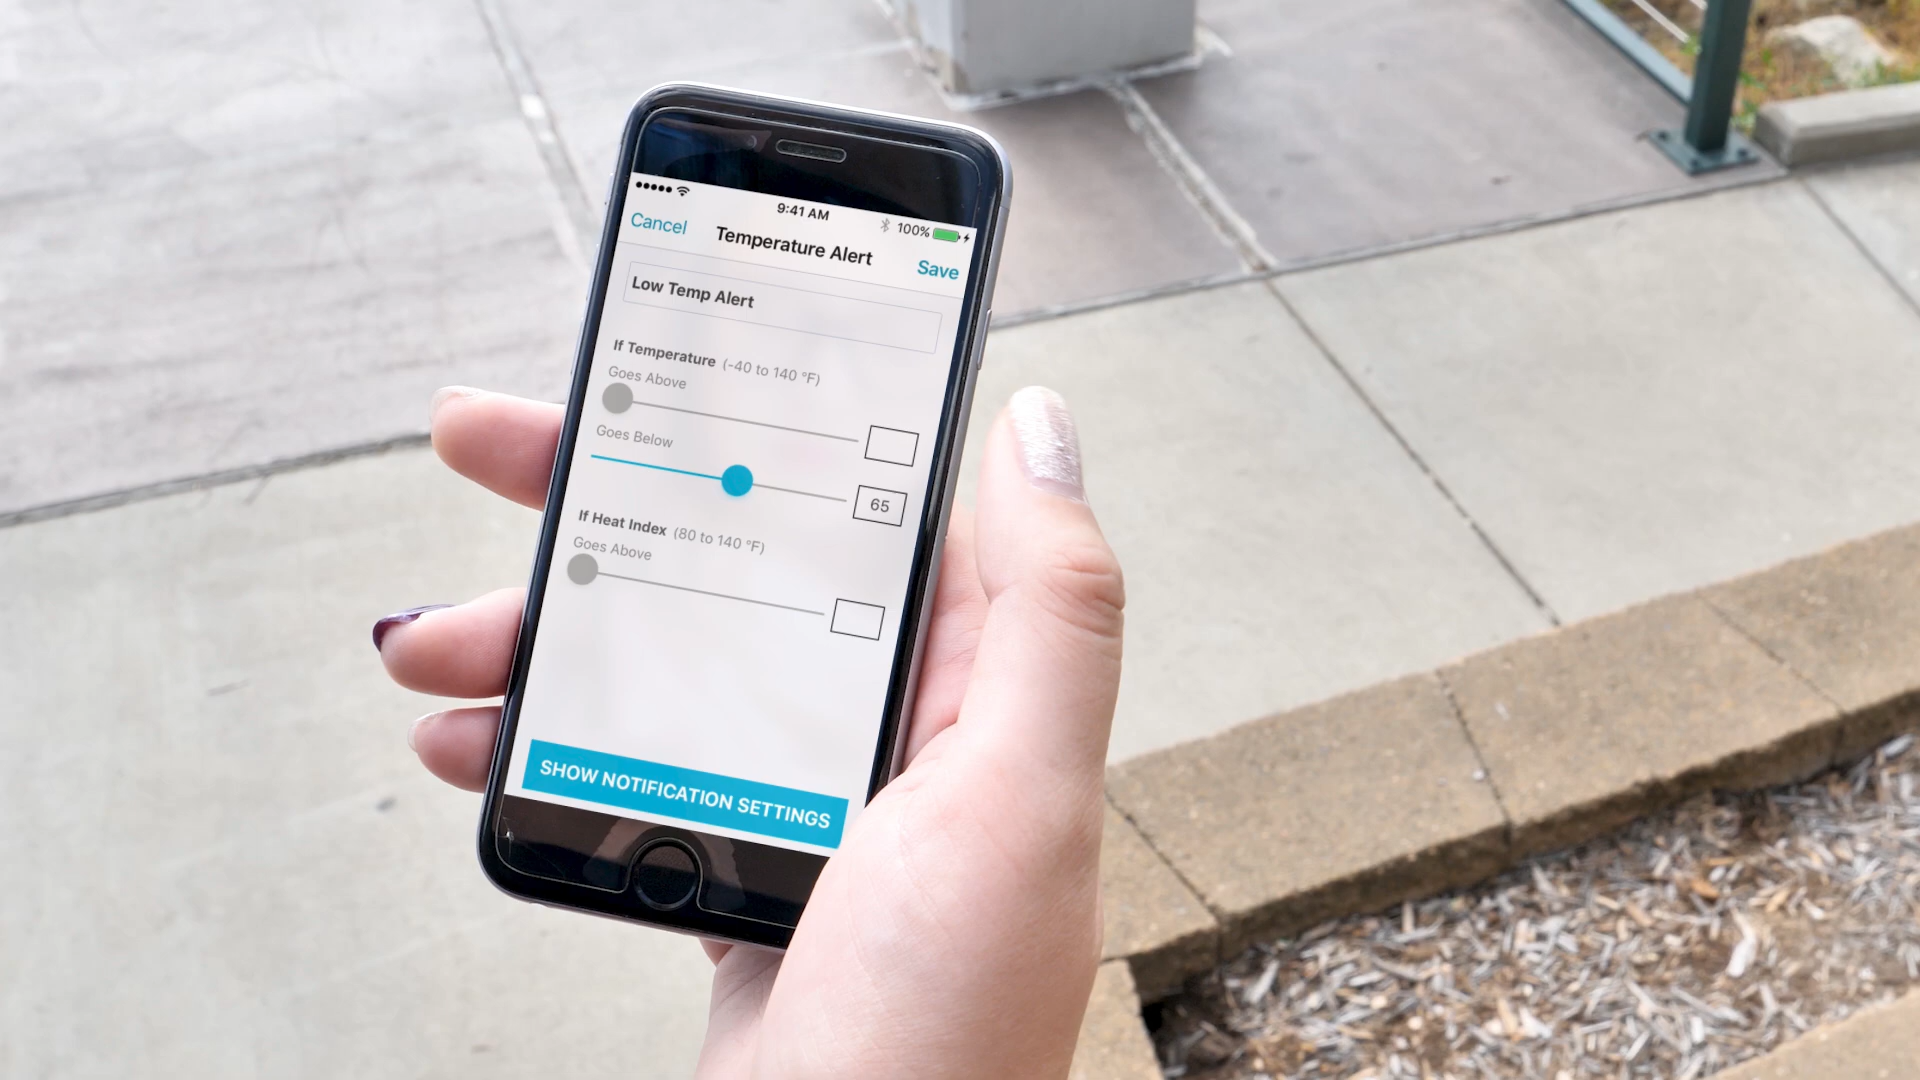 9:41 AM
100%
Cancel
Temperature Alert
Save
Low Temp Alert
If Temperature (-40 to 140 °F)
Goes Above
Goes Below
65
If Heat Index (80 to 140 °F)
Goes Above
SHOW NOTIFICATION SETTINGS